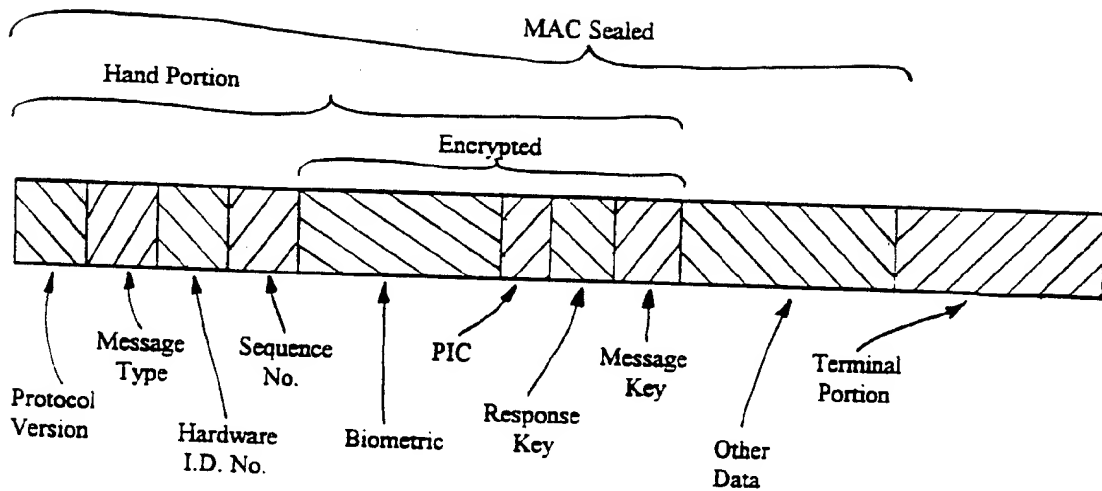 MAC Sealed
Hand Portion
Encrypted
Protocol
Version
Message
Type
Hardware
I.D. No.
Sequence
No.
Biometric
PIC
Response
Key
Message
Key
Other
Data
Terminal
Portion